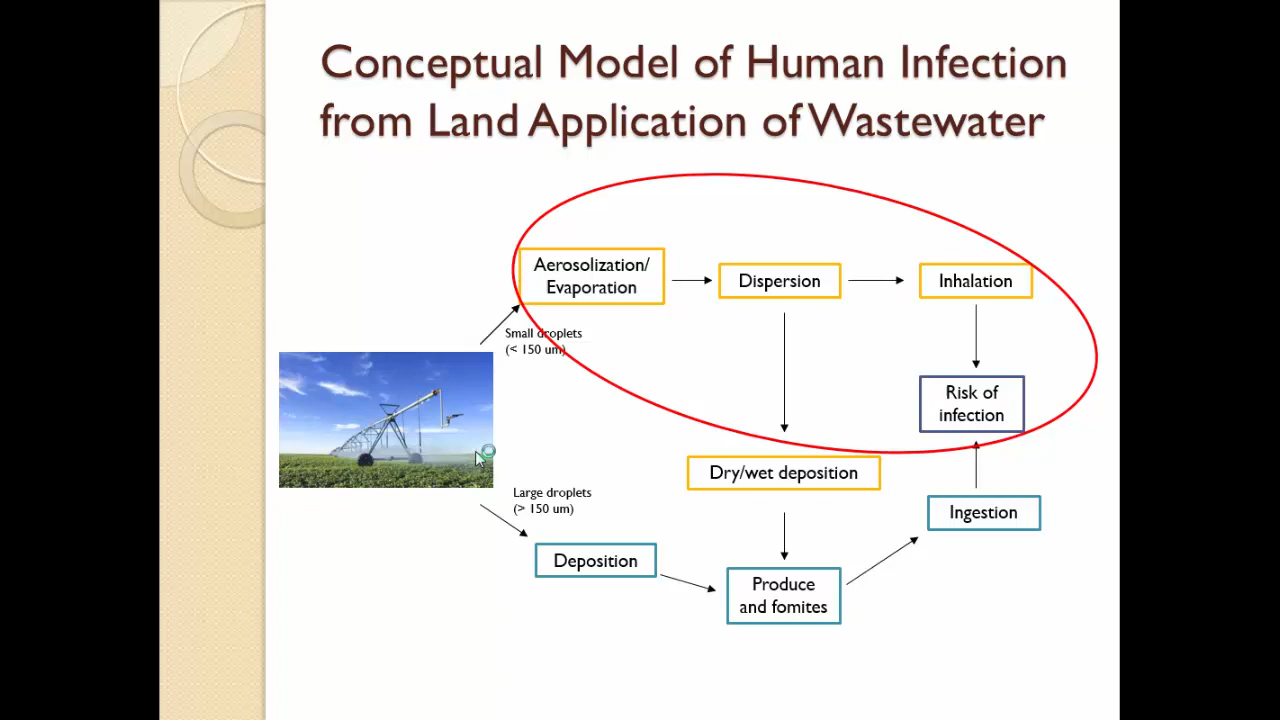 Conceptual Model of Human Infection
from Land Application of Wastewater
Aerosolization/
Evaporation
Dispersion
Inhalation
Small droplets
(< 150 um)
Risk of
infection
Dry/wet deposition
Large droplets
(> 150 um)
Ingestion
Deposition
Produce
and fomites